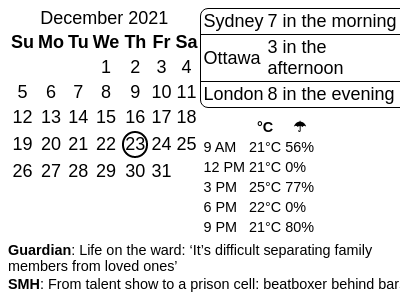 December 2021
Su Mo Tu We Th Fr Sa
1 2 3 4
5 6 7 8 9 10 11
12 13 14 15 16 17 18
19 20 21 22 23 24 25
26 27 28 29 30 31
Sydney 7 in the morning
Ottawa 3 in the
afternoon
London 8 in the evening
°C ☂
9 AM 21°C 56%
12 PM 21°C 0%
3 PM 25°C 77%
6 PM 22°C 0%
9 PM 21°C 80%
Guardian: Life on the ward: ‘It’s difficult separating family
members from loved ones’
SMH: From talent show to a prison cell: beatboxer behind bar